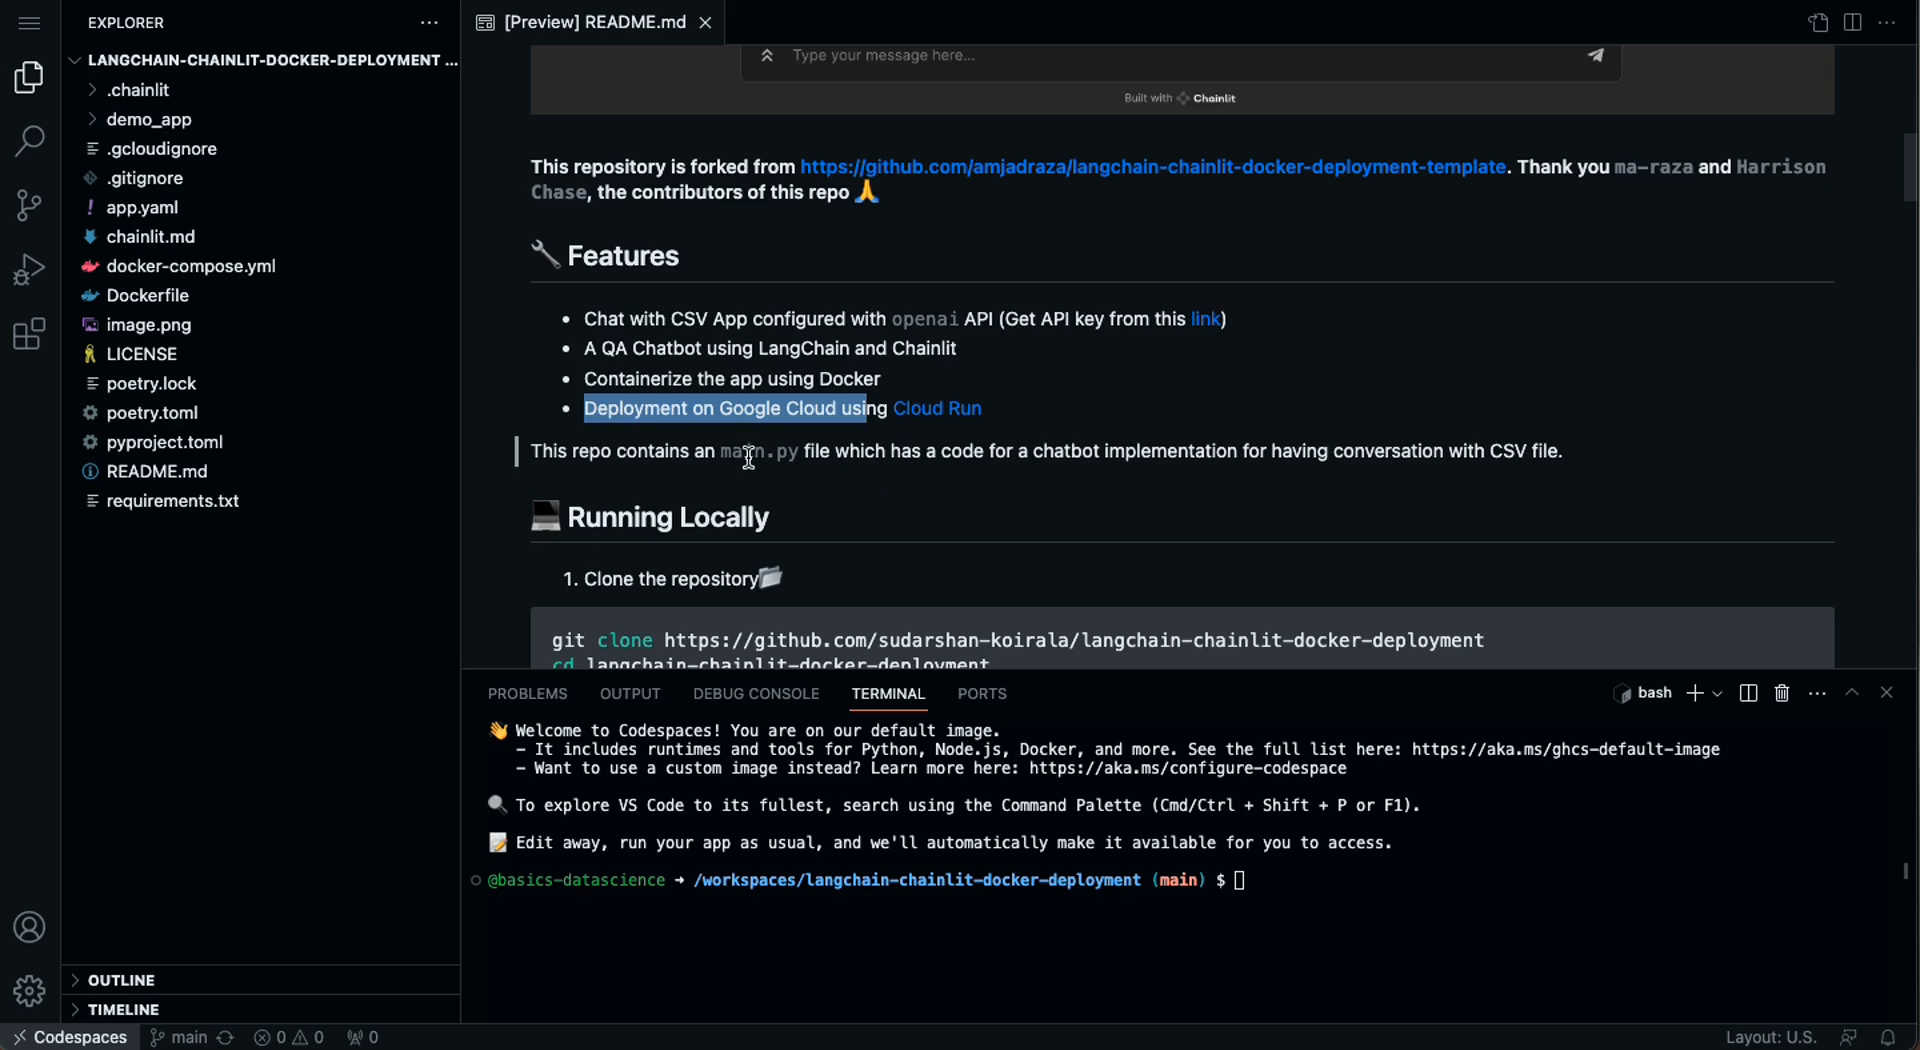 EXPLORER
LANGCHAIN-CHAINLIT-DOCKER-DEPLOYMENT ...
.chainlit
demo_app
.gcloudignore
.gitignore
app.yaml
chainlit.md
docker-compose.yml
Dockerfile
image.png
LICENSE
poetry.lock
poetry.toml
pyproject.toml
README.md
requirements.txt
OUTLINE
TIMELINE
[Preview] README.md
Type your message here...
Built with Chainlit
This repository is forked from https://github.com/amjadraza/langchain-chainlit-docker-deployment-template. Thank you ma-raza and Harrison
Chase, the contributors of this repo 🙏
🔧 Features
• Chat with CSV App configured with openai API (Get API key from this link)
• A QA Chatbot using LangChain and Chainlit
• Containerize the app using Docker
• Deployment on Google Cloud using Cloud Run
This repo contains an main.py file which has a code for a chatbot implementation for having conversation with CSV file.
💻 Running Locally
1. Clone the repository📂
git clone https://github.com/sudarshan-koirala/langchain-chainlit-docker-deployment
cd langchain-chainlit-docker-deployment
PROBLEMS OUTPUT DEBUG CONSOLE TERMINAL PORTS
bash
👋 Welcome to Codespaces! You are on our default image.
- It includes runtimes and tools for Python, Node.js, Docker, and more. See the full list here: https://aka.ms/ghcs-default-image
- Want to use a custom image instead? Learn more here: https://aka.ms/configure-codespace
🔍 To explore VS Code to its fullest, search using the Command Palette (Cmd/Ctrl + Shift + P or F1).
📝 Edit away, run your app as usual, and we'll automatically make it available for you to access.
@basics-datascience ➜ /workspaces/langchain-chainlit-docker-deployment (main) $
Codespaces main 0 0 0
Layout: U.S.